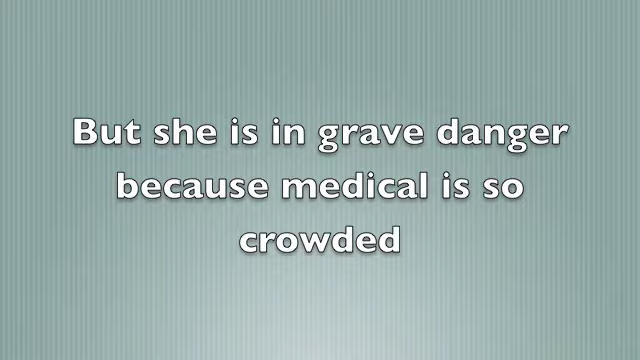 But she is in grave danger
because medical is so
crowded